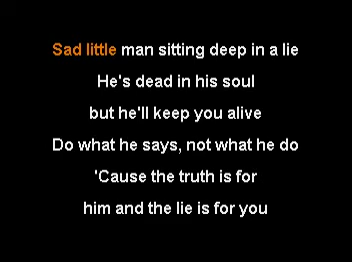 Sad little man sitting deep in a lie
He's dead in his soul
but he'll keep you alive
Do what he says, not what he do
'Cause the truth is for
him and the lie is for you